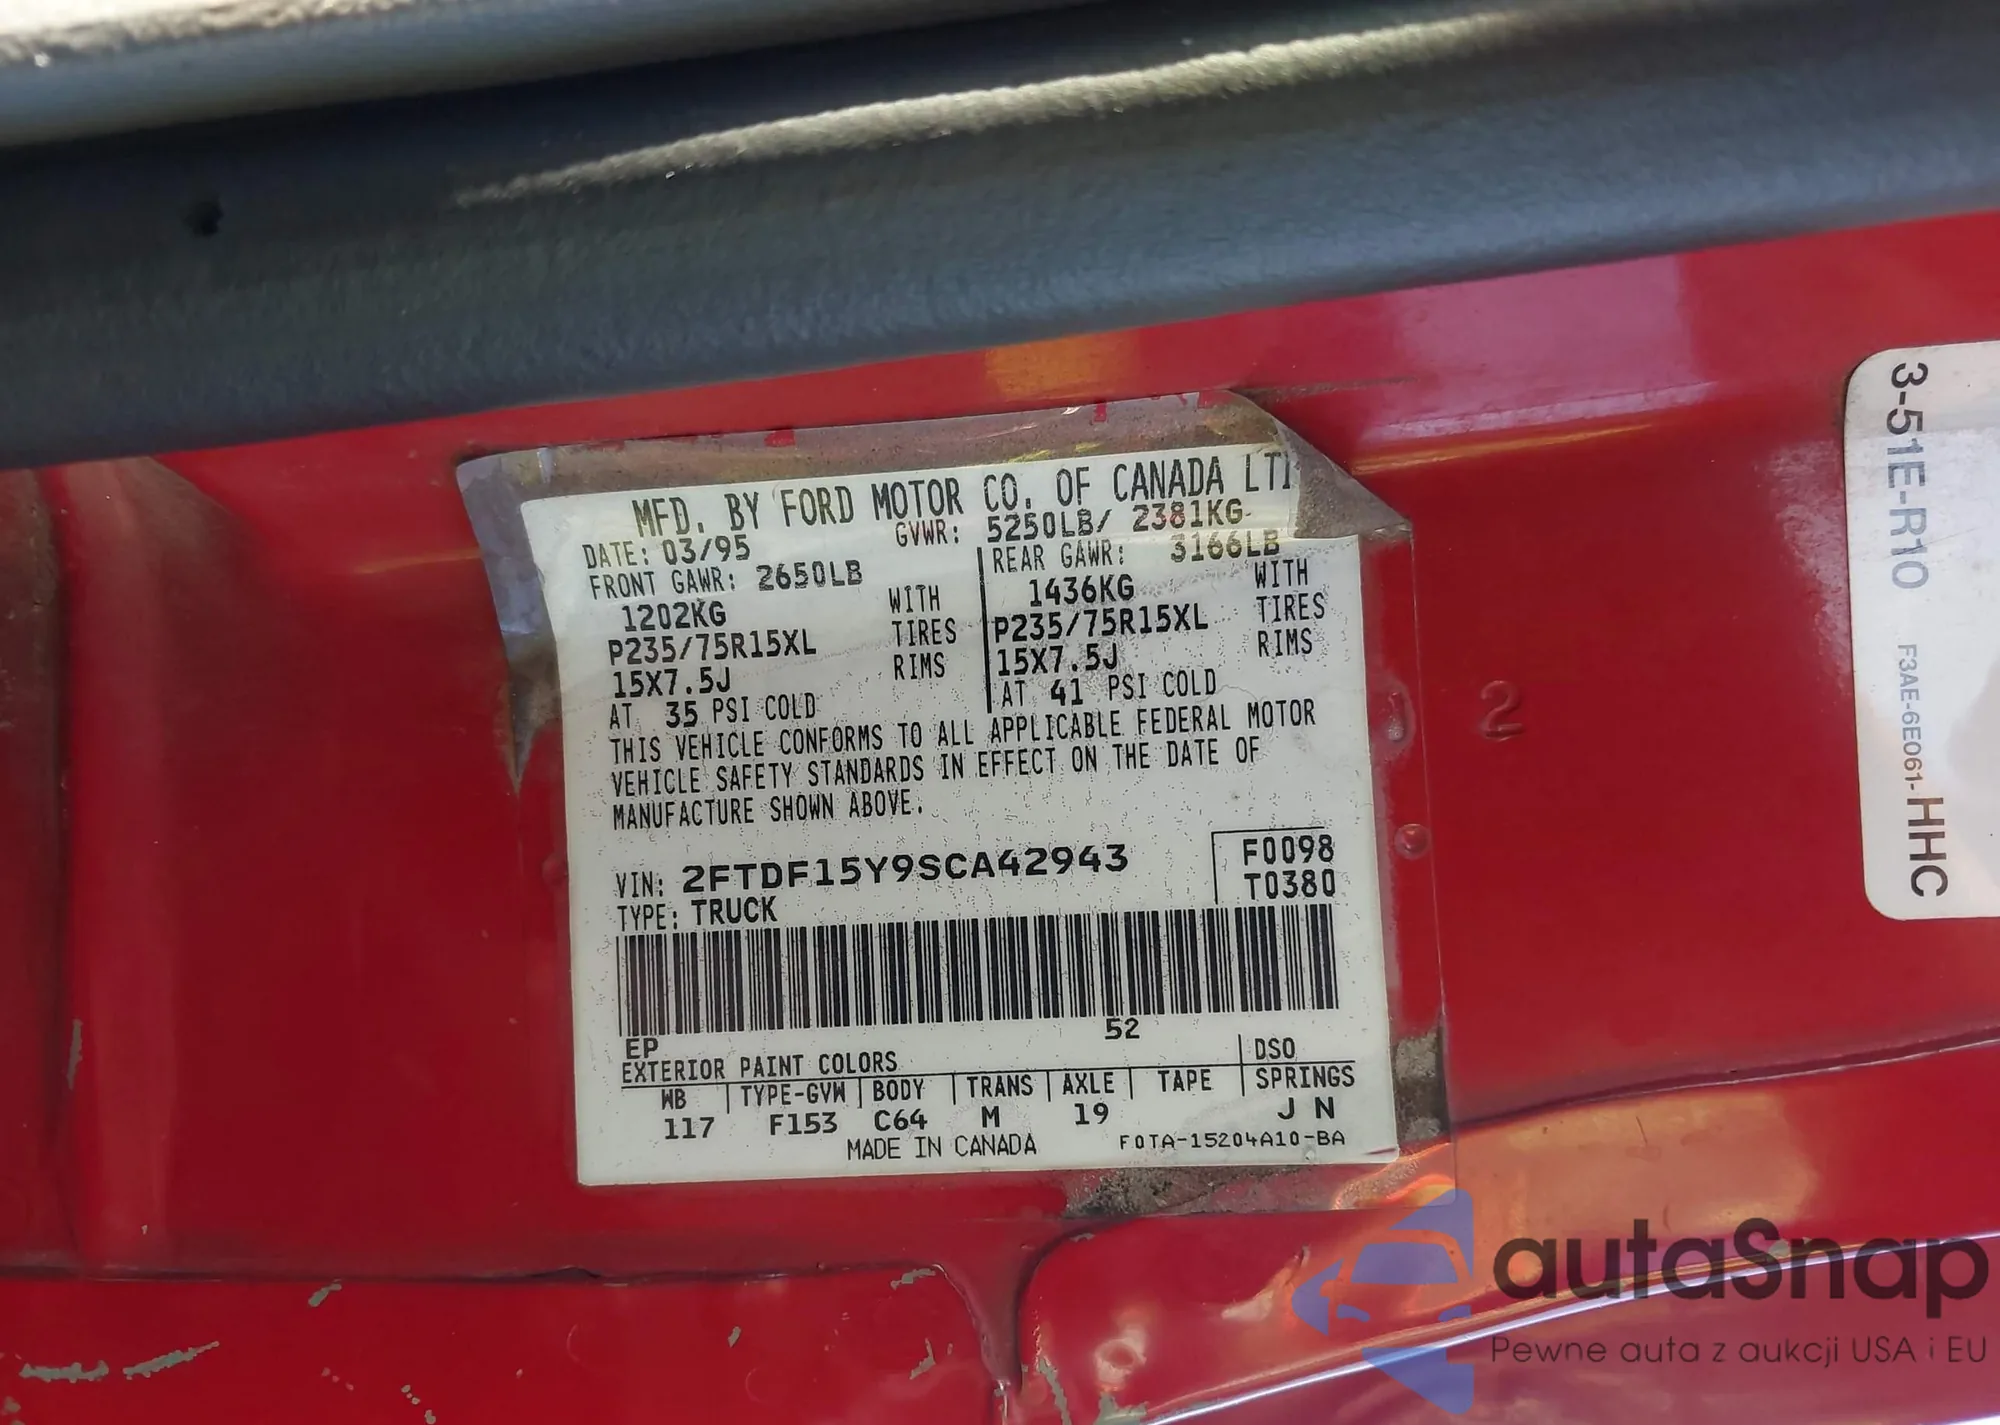 MFD. BY FORD MOTOR CO. OF CANADA LT
DATE: 03/95 GVWR: 5250LB/ 2381KG
FRONT GAWR: 2650LB REAR GAWR: 3166LB
1202KG WITH 1436KG WITH
P235/75R15XL TIRES P235/75R15XL TIRES
15X7.5J RIMS 15X7.5J RIMS
AT 35 PSI COLD AT 41 PSI COLD
THIS VEHICLE CONFORMS TO ALL APPLICABLE FEDERAL MOTOR
VEHICLE SAFETY STANDARDS IN EFFECT ON THE DATE OF
MANUFACTURE SHOWN ABOVE.
VIN: 2FTDF15Y9SCA42943 F0098
TYPE: TRUCK T0380
EP 52
EXTERIOR PAINT COLORS DSO
WB TYPE-GVW BODY TRANS AXLE TAPE SPRINGS
117 F153 C64 M 19 J N
MADE IN CANADA F0TA-15204A10-BA
2
3-51E-R10 F3AE-6E061-HHC
autaSnap
Pewne auta z aukcji USA i EU